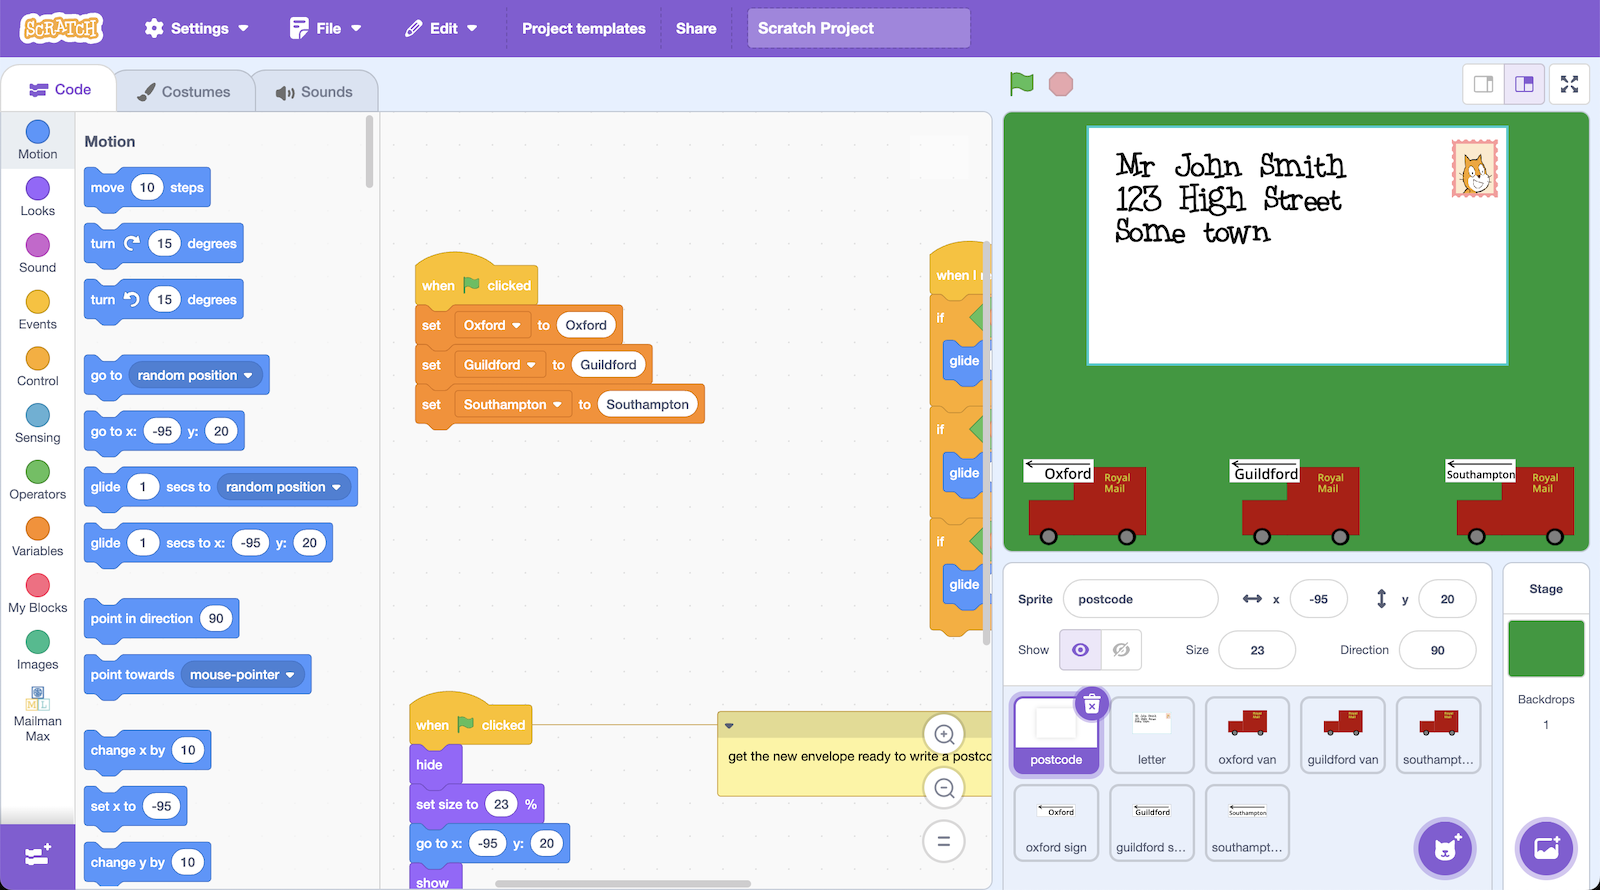 SCRATCH Settings File Edit Project templates Share Scratch Project
Code Costumes Sounds
Motion
Looks
Sound
Events
Control
Sensing
Operators
Variables
My Blocks
Images
Mailman Max
Motion
move 10 steps
turn 15 degrees
turn 15 degrees
go to random position
go to x: -95 y: 20
glide 1 secs to random position
glide 1 secs to x: -95 y: 20
point in direction 90
point towards mouse-pointer
change x by 10
set x to -95
change y by 10
when clicked
set Oxford to Oxford
set Guildford to Guildford
set Southampton to Southampton
when I
if
glide
if
glide
if
glide
when clicked
hide
set size to 23 %
go to x: -95 y: 20
show
get the new envelope ready to write a postco
Mr John Smith
123 High Street
Some town
Oxford
Royal
Mail
Guildford
Royal
Mail
Southampton
Royal
Mail
Sprite postcode x -95 y 20
Show Size 23 Direction 90
postcode letter oxford van guildford van southampt...
Oxford Guildford Southampton
oxford sign guildford s... southampt...
Stage
Backdrops
1